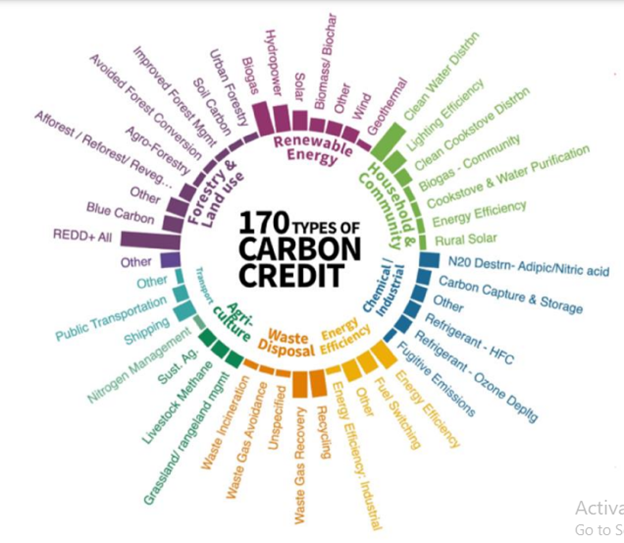 170 TYPES OF
CARBON
CREDIT
Renewable
Energy
Biogas
Hydropower
Solar
Biomass/ Biochar
Other
Wind
Geothermal
Household &
Community
Clean Water Distrbn
Lighting Efficiency
Clean Cookstove Distrbn
Biogas - Community
Cookstove & Water Purification
Energy Efficiency
Rural Solar
Chemical /
Industrial
N20 Destrn- Adipic/Nitric acid
Carbon Capture & Storage
Other
Refrigerant - HFC
Refrigerant - Ozone Depltg
Fugitive Emissions
Energy
Efficiency
Energy Efficiency
Fuel Switching
Other
Energy Efficiency: Industrial
Waste
Disposal
Recycling
Waste Gas Recovery
Unspecified
Waste Gas Avoidance
Waste Incineration
Agri-
culture
Grassland/ rangeland mgmt
Livestock Methane
Sust. Ag.
Nitrogen Management
Transport
Shipping
Public Transportation
Other
Other
Forestry &
Land use
REDD+ All
Blue Carbon
Other
Afforest / Reforest/ Reveg...
Agro-Forestry
Avoided Forest Conversion
Improved Forest Mgmt
Soil Carbon
Urban Forestry
Activa
Go to S